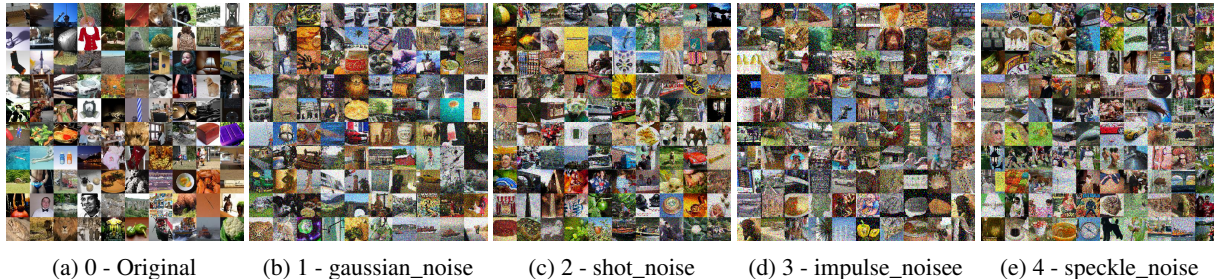 (a) 0 - Original
(b) 1 - gaussian_noise
(c) 2 - shot_noise
(d) 3 - impulse_noisee
(e) 4 - speckle_noise